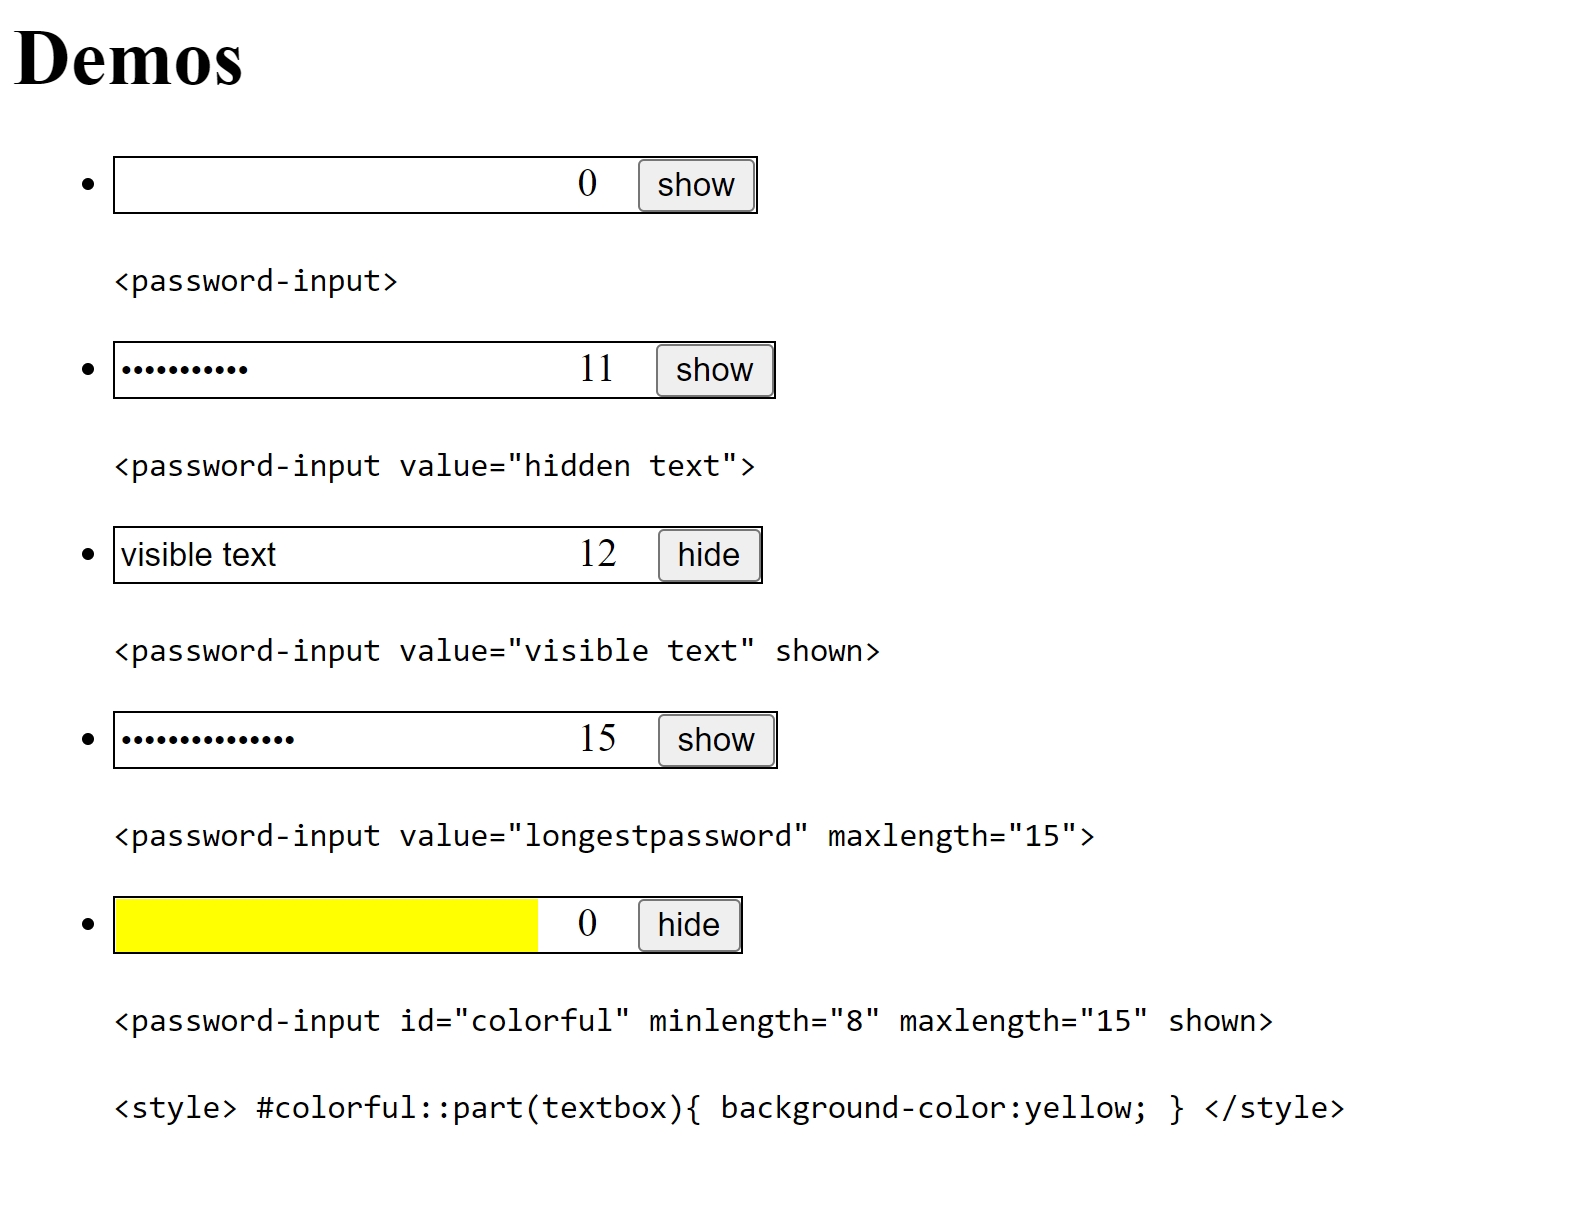 Demos
0 show
<password-input>
••••••••••• 11 show
<password-input value="hidden text">
visible text 12 hide
<password-input value="visible text" shown>
••••••••••••••• 15 show
<password-input value="longestpassword" maxlength="15">
0 hide
<password-input id="colorful" minlength="8" maxlength="15" shown>
<style> #colorful::part(textbox){ background-color:yellow; } </style>